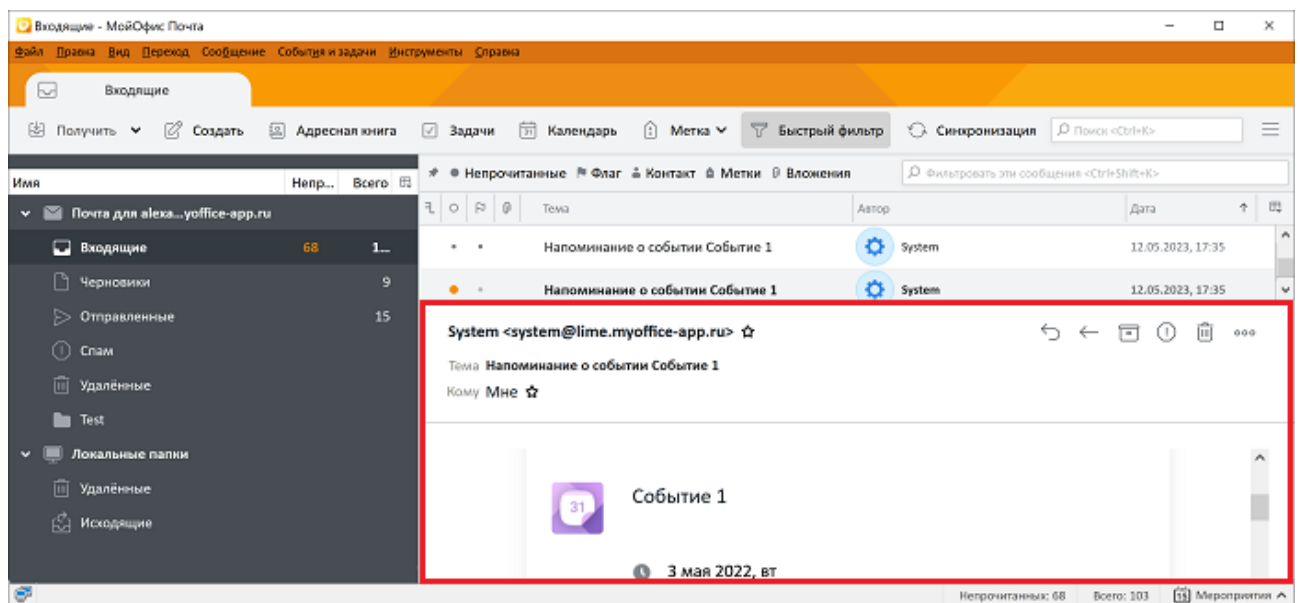 Входящие - МойОфис Почта
Файл Правка Вид Переход Сообщение События и задачи Инструменты Справка
Входящие
Получить Создать Адресная книга Задачи Календарь Метка Быстрый фильтр Синхронизация Поиск <Ctrl+K>
Имя Непр... Всего
Непрочитанные Флаг Контакт Метки Вложения Фильтровать эти сообщения <Ctrl+Shift+K>
Почта для alexa...yoffice-app.ru
Тема Автор Дата
Входящие 68 1...
Напоминание о событии Событие 1 System 12.05.2023, 17:35
Черновики 9
Напоминание о событии Событие 1 System 12.05.2023, 17:35
Отправленные 15
Спам
Удалённые
Test
Локальные папки
Удалённые
Исходящие
System <system@lime.myoffice-app.ru>
Тема Напоминание о событии Событие 1
Кому Мне
31
Событие 1
3 мая 2022, вт
Непрочитанных: 68 Всего: 103 15 Мероприятия